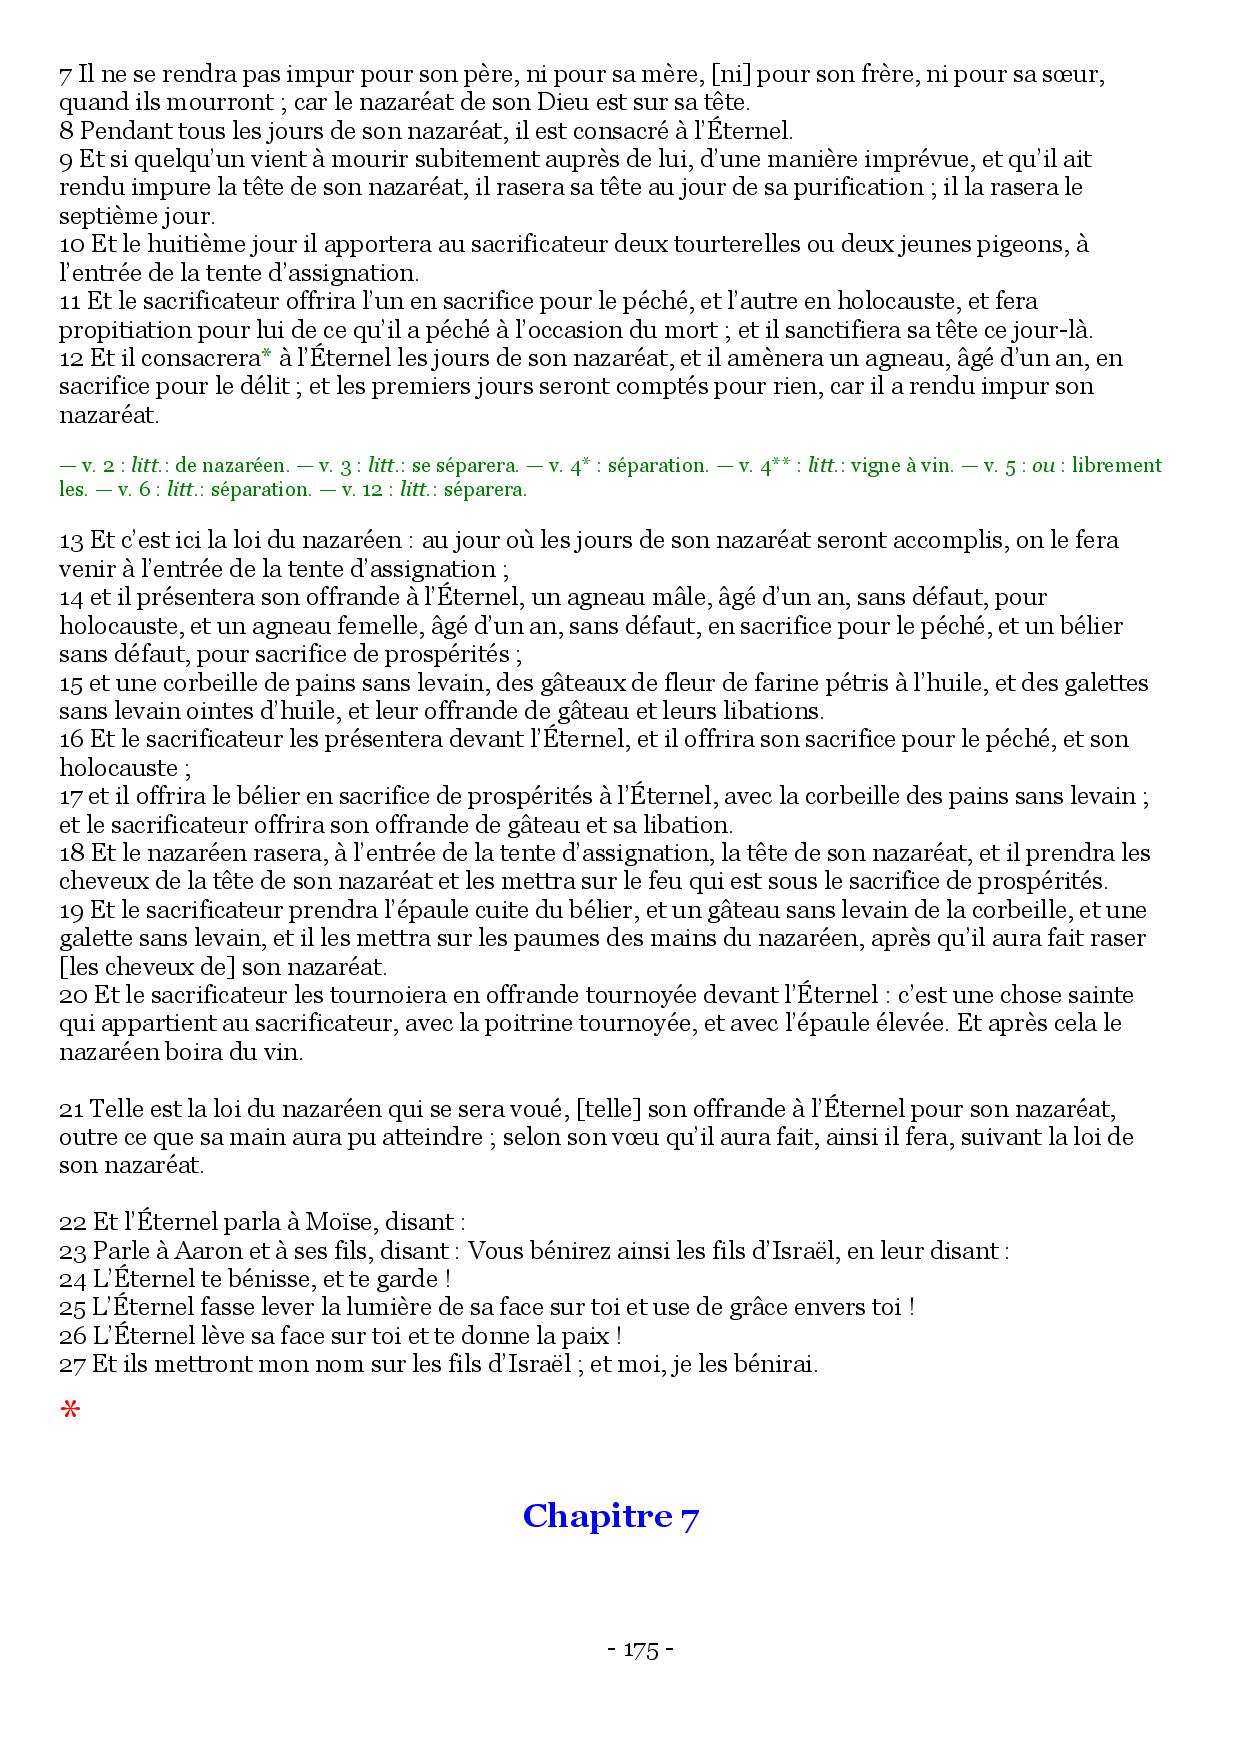 7 Il ne se rendra pas impur pour son père, ni pour sa mère, [ni] pour son frère, ni pour sa sœur,
quand ils mourront ; car le nazaréat de son Dieu est sur sa tête.
8 Pendant tous les jours de son nazaréat, il est consacré à l’Éternel.
9 Et si quelqu’un vient à mourir subitement auprès de lui, d’une manière imprévue, et qu’il ait
rendu impure la tête de son nazaréat, il rasera sa tête au jour de sa purification ; il la rasera le
septième jour.
10 Et le huitième jour il apportera au sacrificateur deux tourterelles ou deux jeunes pigeons, à
l’entrée de la tente d’assignation.
11 Et le sacrificateur offrira l’un en sacrifice pour le péché, et l’autre en holocauste, et fera
propitiation pour lui de ce qu’il a péché à l’occasion du mort ; et il sanctifiera sa tête ce jour-là.
12 Et il consacrera* à l’Éternel les jours de son nazaréat, et il amènera un agneau, âgé d’un an, en
sacrifice pour le délit ; et les premiers jours seront comptés pour rien, car il a rendu impur son
nazaréat.
— v. 2 : litt.: de nazaréen. — v. 3 : litt.: se séparera. — v. 4* : séparation. — v. 4** : litt.: vigne à vin. — v. 5 : ou : librement
les. — v. 6 : litt.: séparation. — v. 12 : litt.: séparera.
13 Et c’est ici la loi du nazaréen : au jour où les jours de son nazaréat seront accomplis, on le fera
venir à l’entrée de la tente d’assignation ;
14 et il présentera son offrande à l’Éternel, un agneau mâle, âgé d’un an, sans défaut, pour
holocauste, et un agneau femelle, âgé d’un an, sans défaut, en sacrifice pour le péché, et un bélier
sans défaut, pour sacrifice de prospérités ;
15 et une corbeille de pains sans levain, des gâteaux de fleur de farine pétris à l’huile, et des galettes
sans levain ointes d’huile, et leur offrande de gâteau et leurs libations.
16 Et le sacrificateur les présentera devant l’Éternel, et il offrira son sacrifice pour le péché, et son
holocauste ;
17 et il offrira le bélier en sacrifice de prospérités à l’Éternel, avec la corbeille des pains sans levain ;
et le sacrificateur offrira son offrande de gâteau et sa libation.
18 Et le nazaréen rasera, à l’entrée de la tente d’assignation, la tête de son nazaréat, et il prendra les
cheveux de la tête de son nazaréat et les mettra sur le feu qui est sous le sacrifice de prospérités.
19 Et le sacrificateur prendra l’épaule cuite du bélier, et un gâteau sans levain de la corbeille, et une
galette sans levain, et il les mettra sur les paumes des mains du nazaréen, après qu’il aura fait raser
[les cheveux de] son nazaréat.
20 Et le sacrificateur les tournoiera en offrande tournoyée devant l’Éternel : c’est une chose sainte
qui appartient au sacrificateur, avec la poitrine tournoyée, et avec l’épaule élevée. Et après cela le
nazaréen boira du vin.
21 Telle est la loi du nazaréen qui se sera voué, [telle] son offrande à l’Éternel pour son nazaréat,
outre ce que sa main aura pu atteindre ; selon son vœu qu’il aura fait, ainsi il fera, suivant la loi de
son nazaréat.
22 Et l’Éternel parla à Moïse, disant :
23 Parle à Aaron et à ses fils, disant : Vous bénirez ainsi les fils d’Israël, en leur disant :
24 L’Éternel te bénisse, et te garde !
25 L’Éternel fasse lever la lumière de sa face sur toi et use de grâce envers toi !
26 L’Éternel lève sa face sur toi et te donne la paix !
27 Et ils mettront mon nom sur les fils d’Israël ; et moi, je les bénirai.
*
Chapitre 7
- 175 -